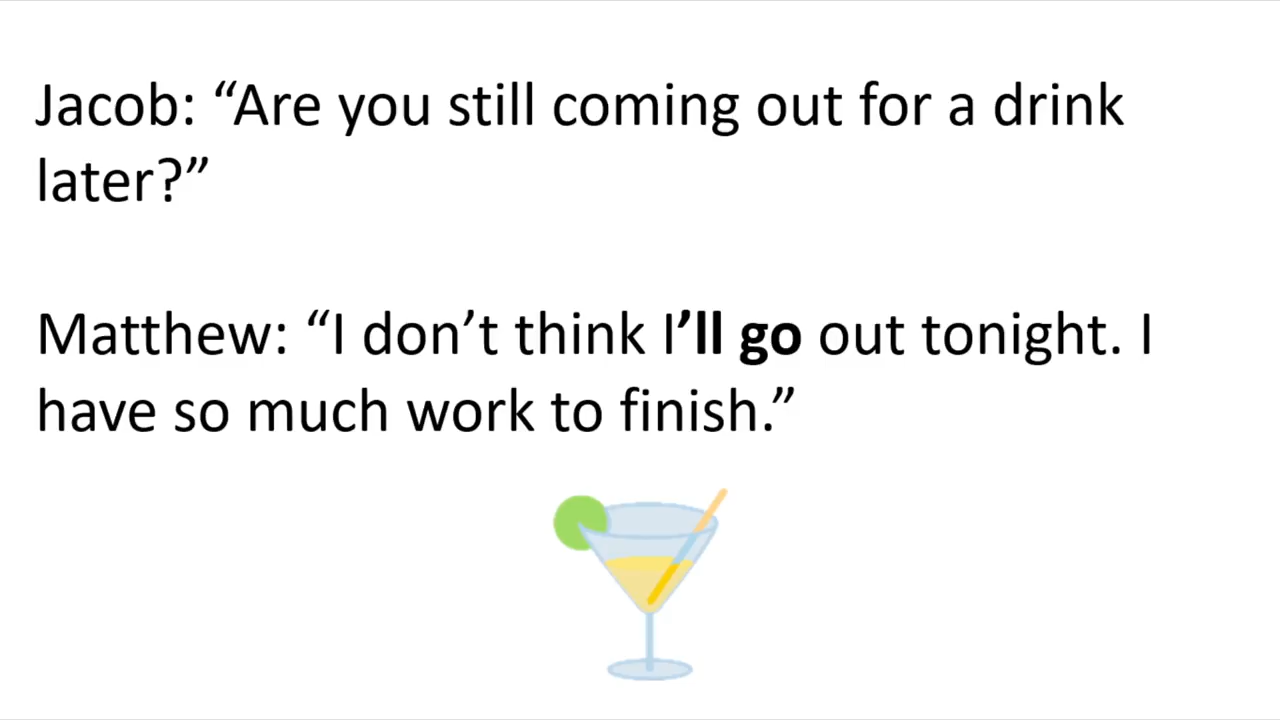 Jacob: “Are you still coming out for a drink
later?”
Matthew: “I don’t think I’ll go out tonight. I
have so much work to finish.”